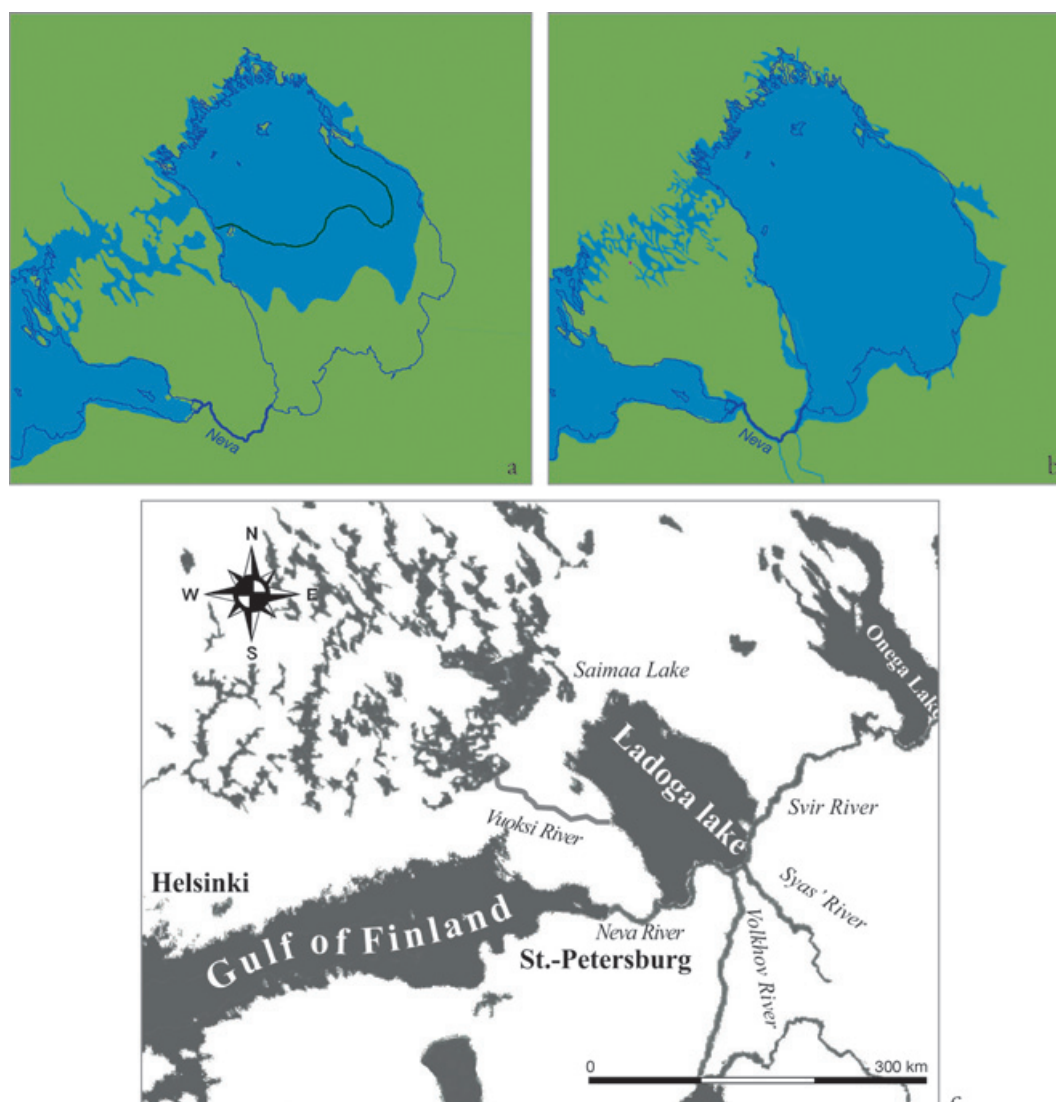 Neva
a
Neva
b
N
W
E
S
Saimaa Lake
Onega Lake
Ladoga lake
Svir River
Vuoksi River
Helsinki
Syas' River
Gulf of Finland
Neva River
St.-Petersburg
Volkhov River
0
300 km
c